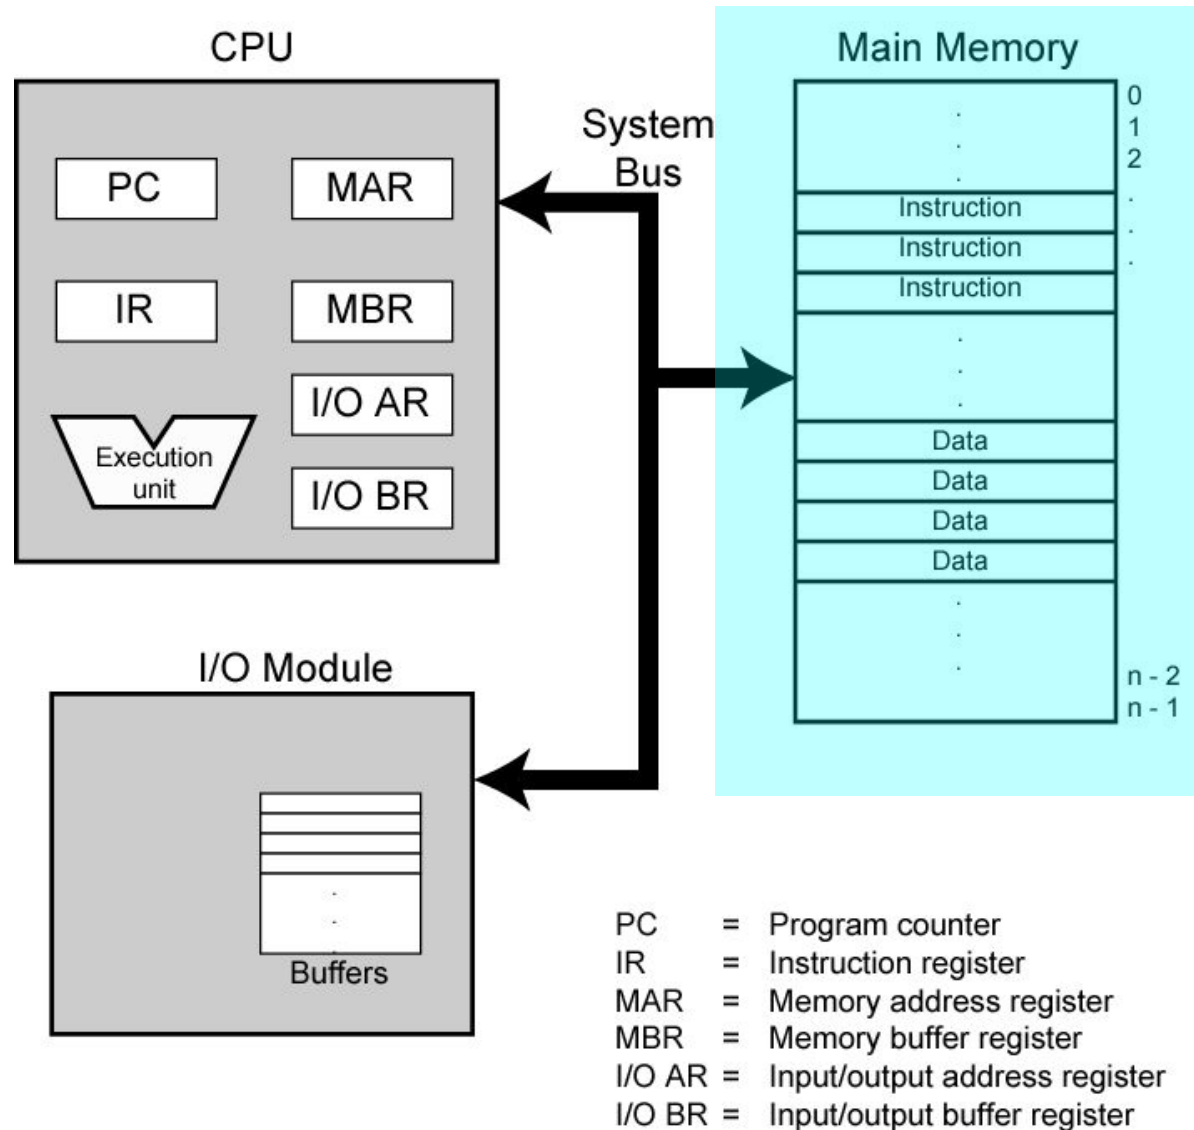 CPU
PC
MAR
IR
MBR
I/O AR
I/O BR
Execution
unit
System
Bus
Main Memory
0
1
2
.
.
.
Instruction
Instruction
Instruction
.
.
.
Data
Data
Data
Data
.
.
.
n - 2
n - 1
I/O Module
Buffers
PC = Program counter
IR = Instruction register
MAR = Memory address register
MBR = Memory buffer register
I/O AR = Input/output address register
I/O BR = Input/output buffer register